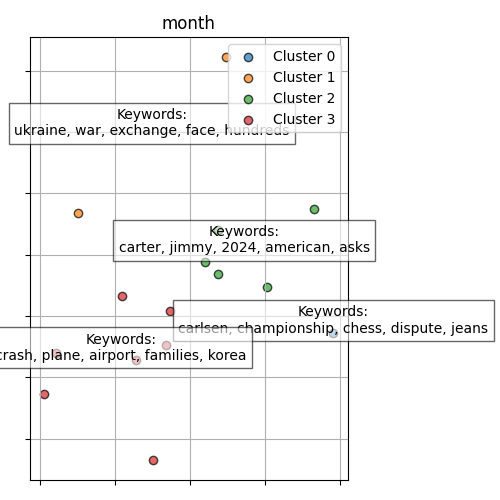 month
Cluster 0
Cluster 1
Cluster 2
Cluster 3
Keywords:
ukraine, war, exchange, face, hundreds
Keywords:
carter, jimmy, 2024, american, asks
Keywords:
carlsen, championship, chess, dispute, jeans
Keywords:
crash, plane, airport, families, korea